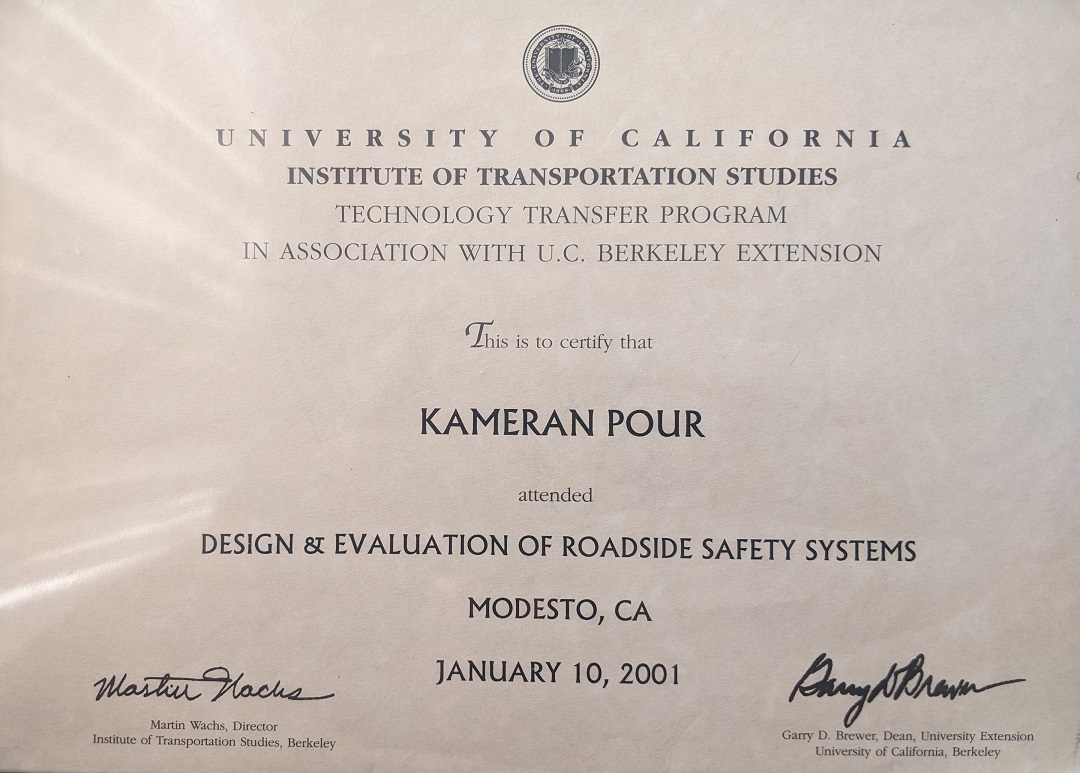 UNIVERSITY OF CALIFORNIA
INSTITUTE OF TRANSPORTATION STUDIES
TECHNOLOGY TRANSFER PROGRAM
IN ASSOCIATION WITH U.C. BERKELEY EXTENSION
This is to certify that
KAMERAN POUR
attended
DESIGN & EVALUATION OF ROADSIDE SAFETY SYSTEMS
MODESTO, CA
JANUARY 10, 2001
Martin Wachs
Martin Wachs, Director
Institute of Transportation Studies, Berkeley
Garry D Brewer
Garry D. Brewer, Dean, University Extension
University of California, Berkeley